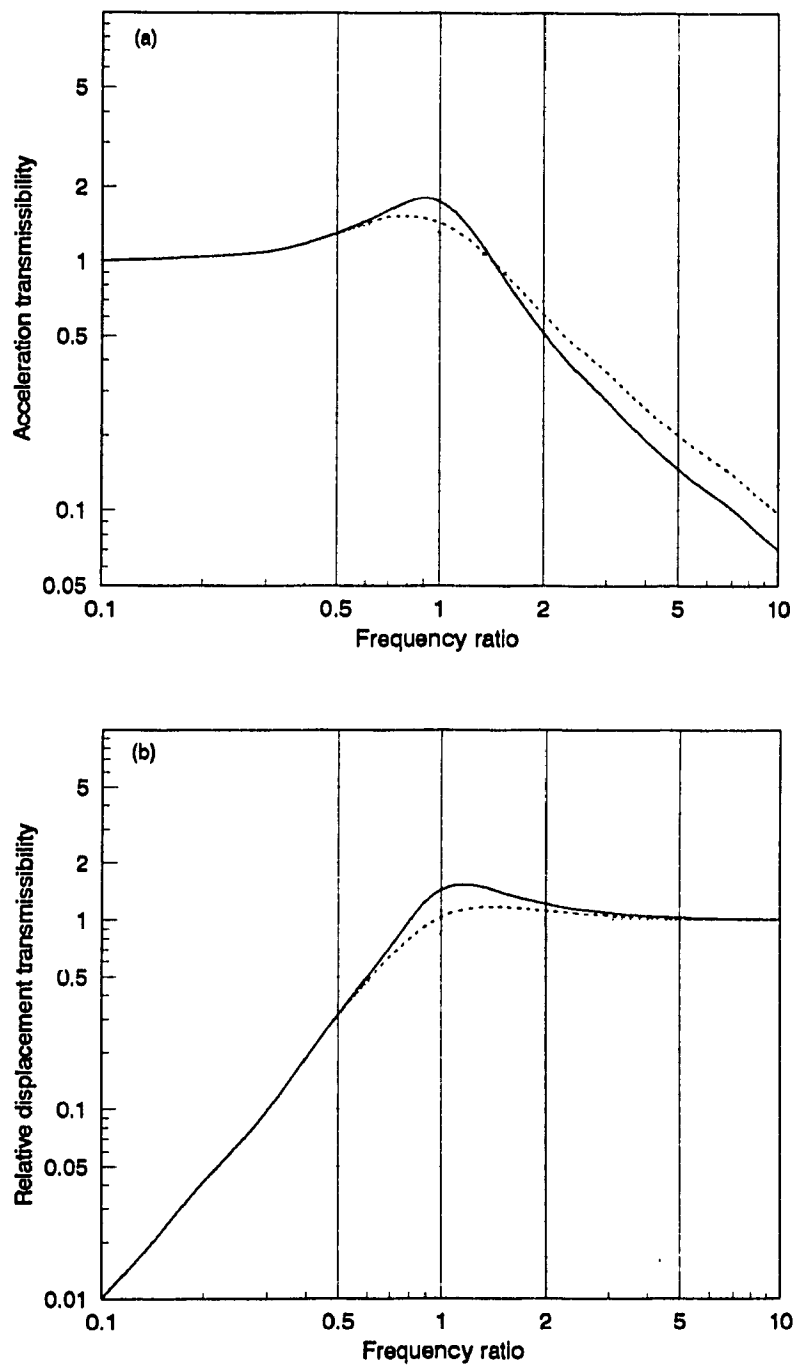 (a)
5
2
1
0.5
0.1
0.05
Acceleration transmissibility
0.1 0.5 1 2 5 10
Frequency ratio
(b)
5
2
1
0.5
0.1
0.05
0.01
Relative displacement transmissibility
0.1 0.5 1 2 5 10
Frequency ratio